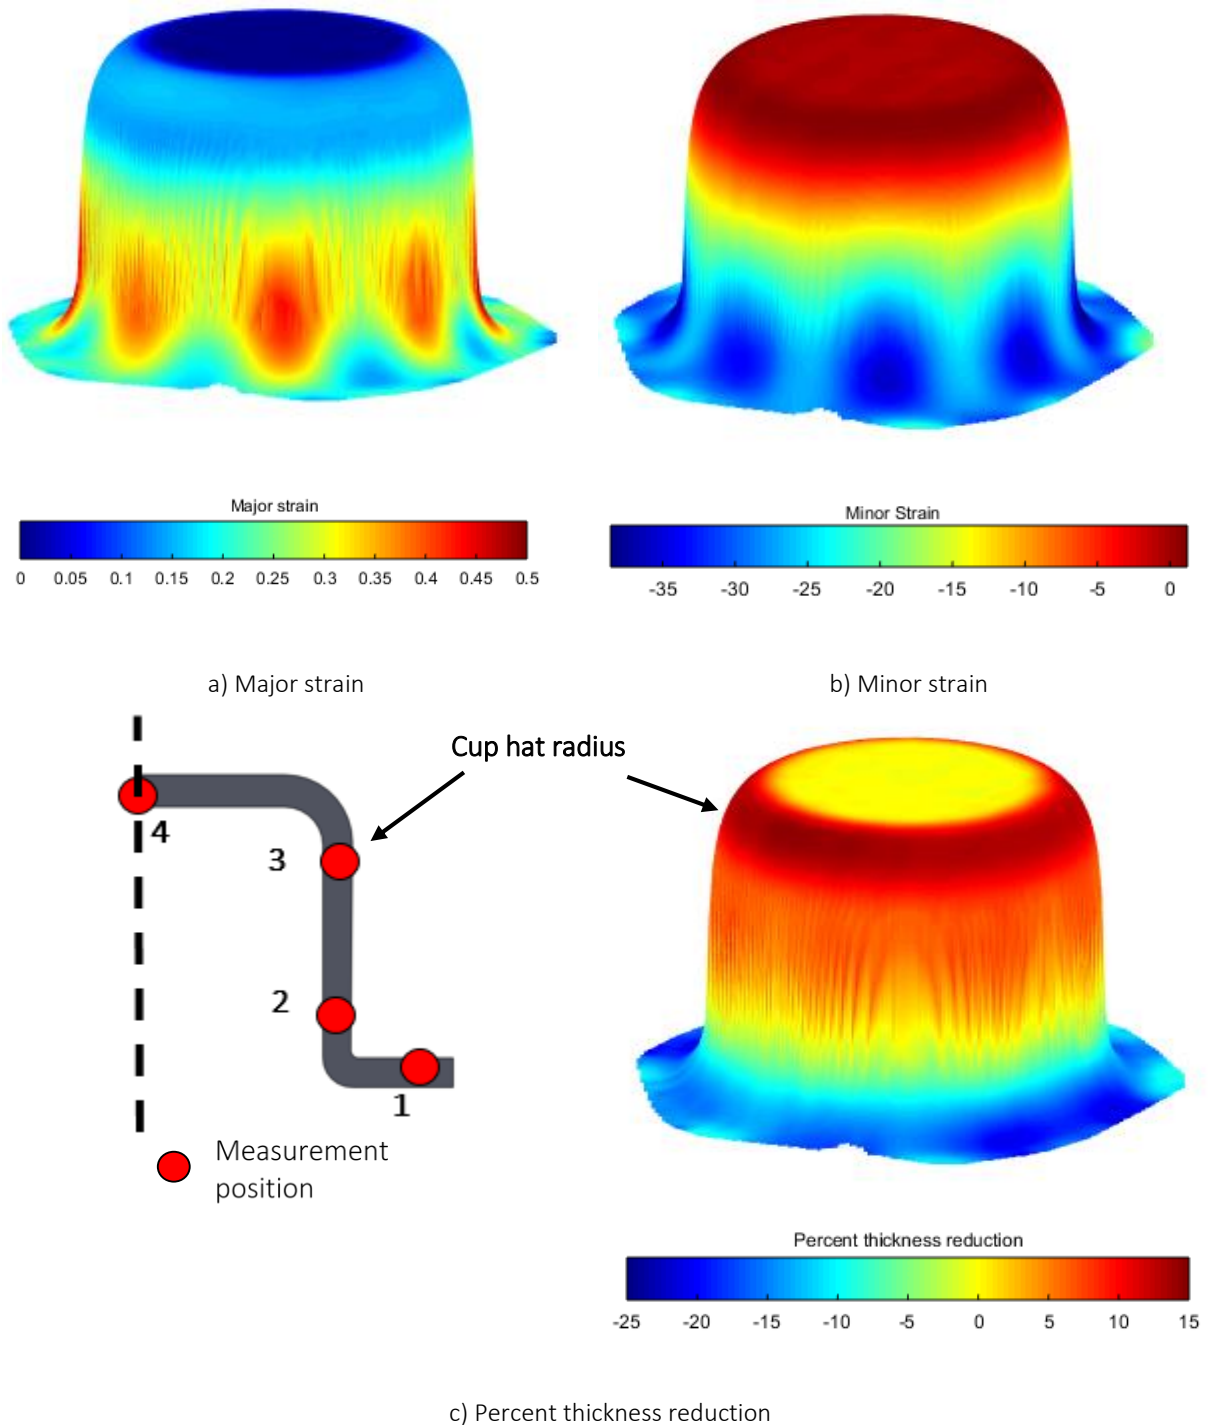 Major strain
0 0.05 0.1 0.15 0.2 0.25 0.3 0.35 0.4 0.45 0.5
Minor Strain
-35 -30 -25 -20 -15 -10 -5 0
a) Major strain
b) Minor strain
Cup hat radius
4
3
2
1
Measurement
position
Percent thickness reduction
-25 -20 -15 -10 -5 0 5 10 15
c) Percent thickness reduction